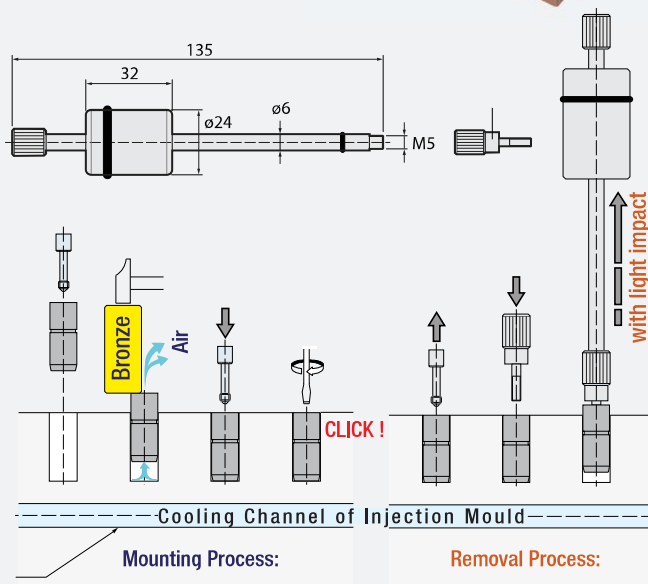 135
32
ø24
ø6
M5
with light impact
Bronze
Air
CLICK !
Cooling Channel of Injection Mould
Mounting Process:
Removal Process: